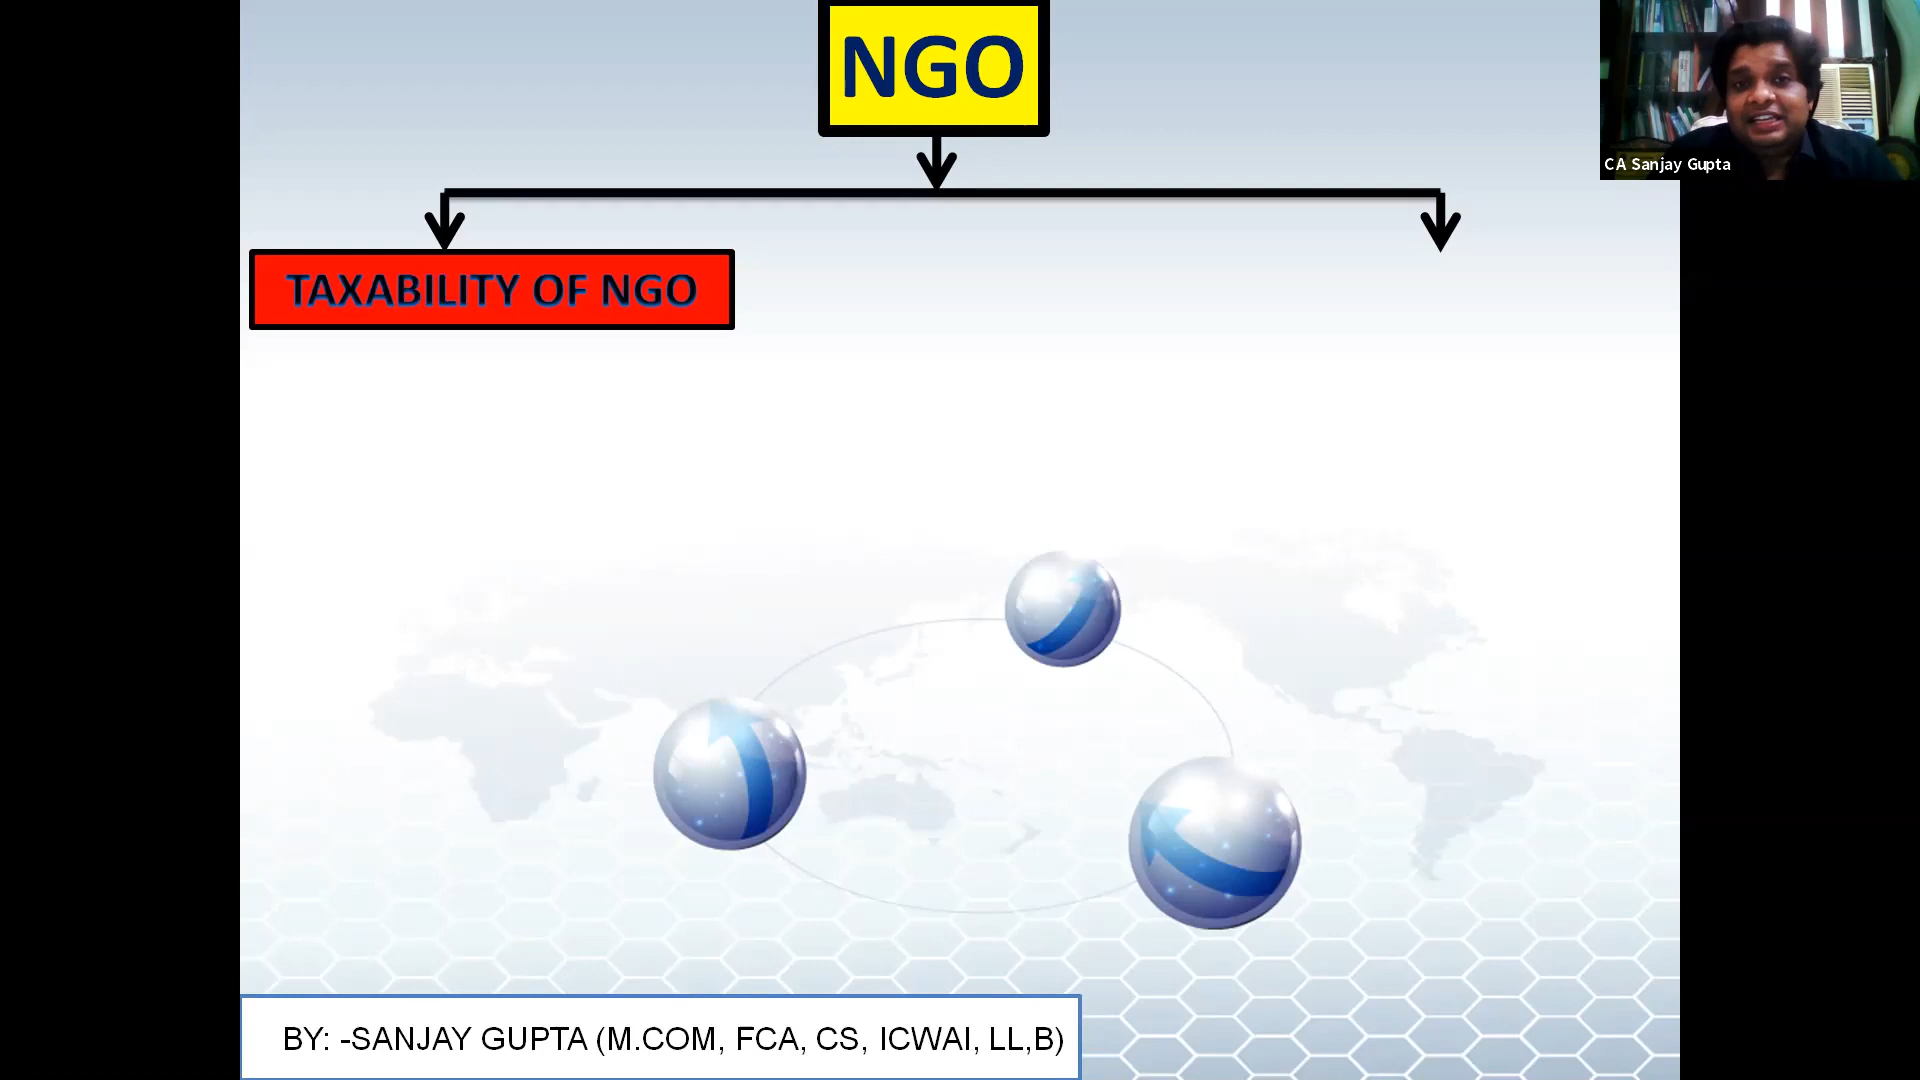 NGO
CA Sanjay Gupta
TAXABILITY OF NGO
BY: -SANJAY GUPTA (M.COM, FCA, CS, ICWAI, LL,B)